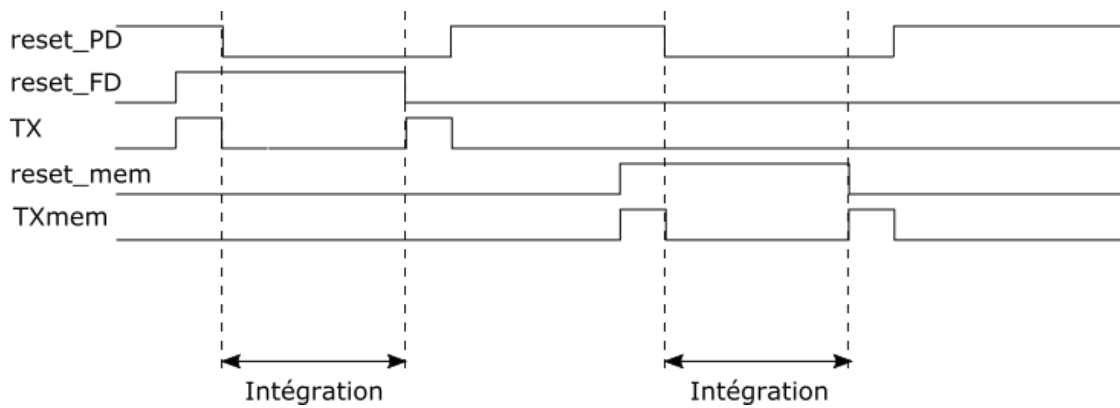 reset_PD
reset_FD
TX
reset_mem
TXmem
Intégration
Intégration